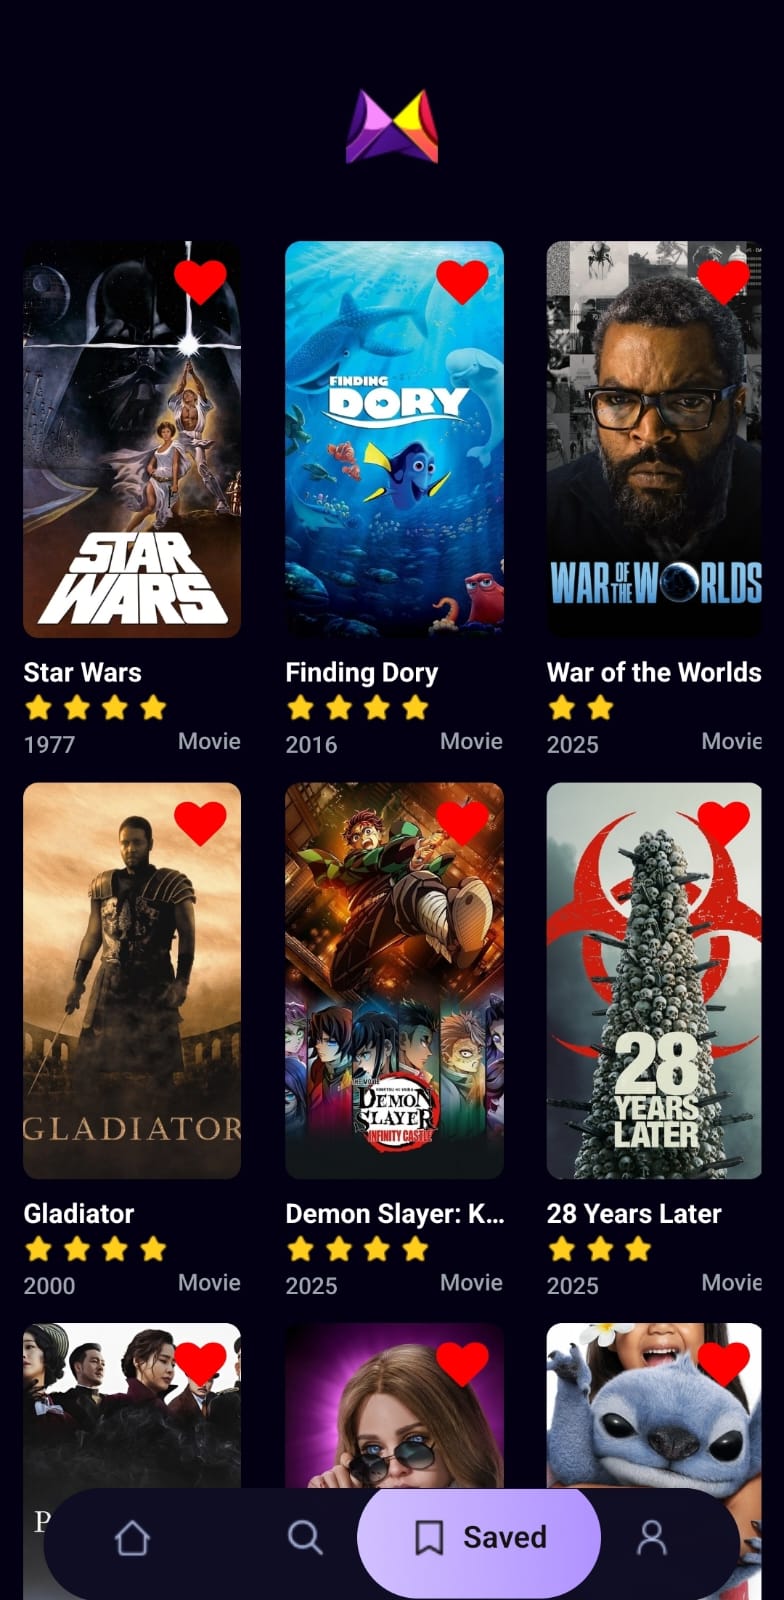 FINDING
DORY
STAR
WARS
WAR OF THE WORLDS
Star Wars
Finding Dory
War of the Worlds
1977
Movie
2016
Movie
2025
Movie
GLADIATOR
DEMON
SLAYER
INFINITY CASTLE
28
YEARS
LATER
Gladiator
Demon Slayer: K...
28 Years Later
2000
Movie
2025
Movie
2025
Movie
P
Saved